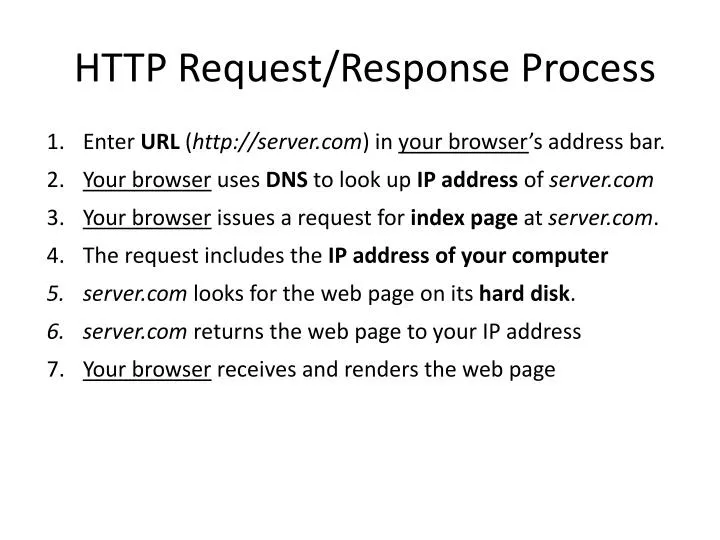 HTTP Request/Response Process
1. Enter URL (http://server.com) in your browser’s address bar.
2. Your browser uses DNS to look up IP address of server.com
3. Your browser issues a request for index page at server.com.
4. The request includes the IP address of your computer
5. server.com looks for the web page on its hard disk.
6. server.com returns the web page to your IP address
7. Your browser receives and renders the web page